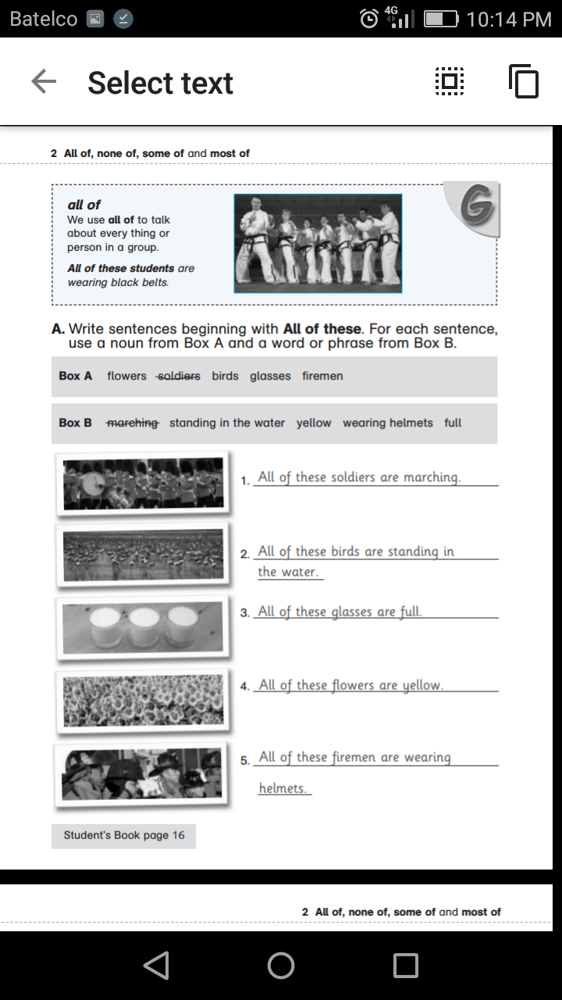 Batelco 4G 10:14 PM
Select text
2 All of, none of, some of and most of
all of
We use all of to talk
about every thing or
person in a group.
All of these students are
wearing black belts.
G
A. Write sentences beginning with All of these. For each sentence,
use a noun from Box A and a word or phrase from Box B.
Box A flowers soldiers birds glasses firemen
Box B marching standing in the water yellow wearing helmets full
1. All of these soldiers are marching.
2. All of these birds are standing in
the water.
3. All of these glasses are full.
4. All of these flowers are yellow.
5. All of these firemen are wearing
helmets.
Student's Book page 16
2 All of, none of, some of and most of